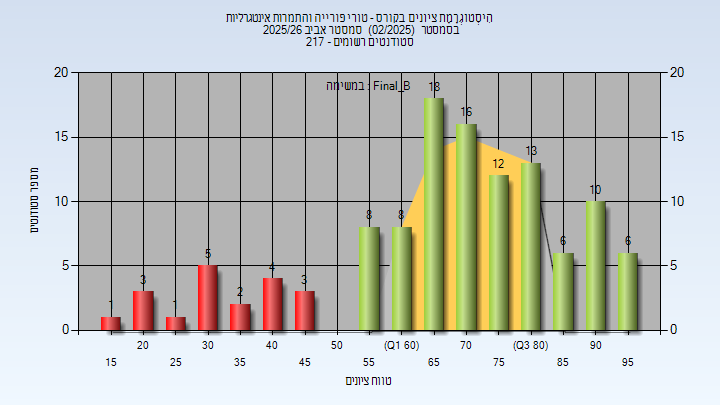 הִיסְטוֹגְרַמַּת ציונים בקורס - טורי פורייה והתמרות אינטגרליות
בסמסטר (02/2025) סמסטר אביב 2025/26
סטודנטים רשומים - 217
במשימה : Final_B
20 20
15 15
10 10
5 5
0 0
מספר סטודנטים
1 3 1 5 2 4 3 8 8 18 16 12 13 6 10 6
20 30 40 50 (Q1 60) 70 (Q3 80) 90
15 25 35 45 55 65 75 85 95
טווח ציונים